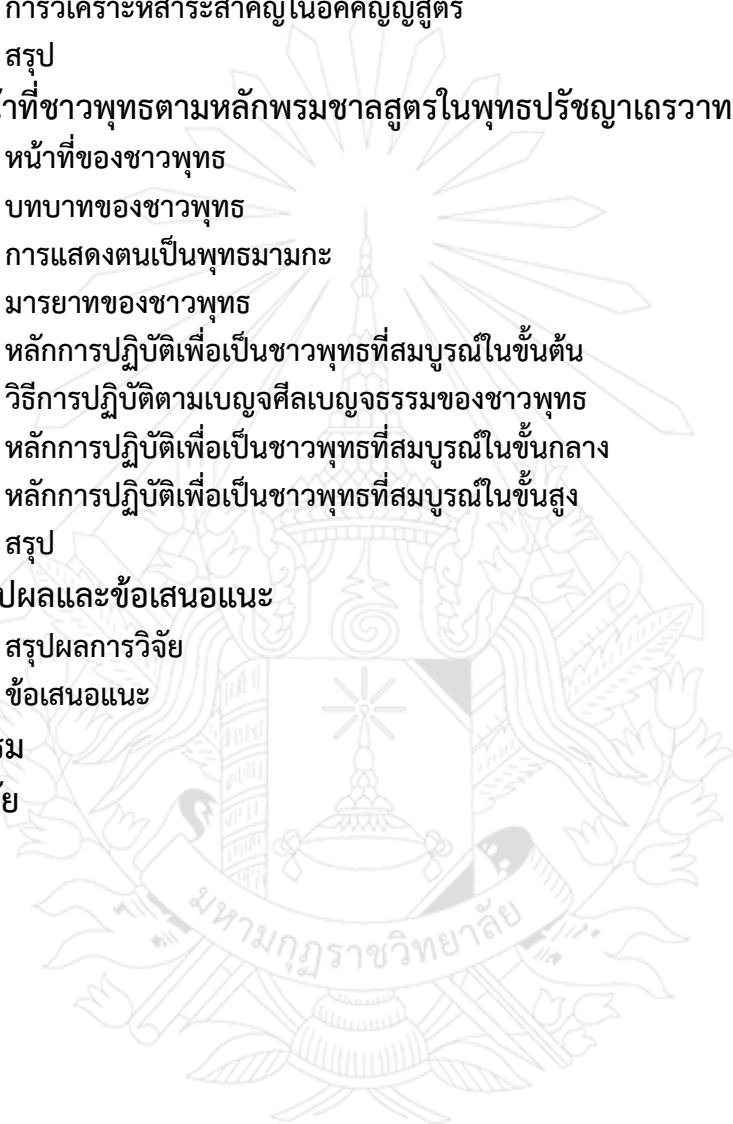 การวิเคราะห์สาระสำคัญในอัคคัญญสูตร
สรุป
าที่ชาวพุทธตามหลักพรมชาลสูตรในพุทธปรัชญาเถรวาท
หน้าที่ของชาวพุทธ
บทบาทของชาวพุทธ
การแสดงตนเป็นพุทธมามกะ
มารยาทของชาวพุทธ
หลักการปฏิบัติเพื่อเป็นชาวพุทธที่สมบูรณ์ในขั้นต้น
วิธีการปฏิบัติตามเบญจศีลเบญจธรรมของชาวพุทธ
หลักการปฏิบัติเพื่อเป็นชาวพุทธที่สมบูรณ์ในขั้นกลาง
หลักการปฏิบัติเพื่อเป็นชาวพุทธที่สมบูรณ์ในขั้นสูง
สรุป
ปผลและข้อเสนอแนะ
สรุปผลการวิจัย
ข้อเสนอแนะ
รม
ัย
มหามกุฏราชวิทยาลัย